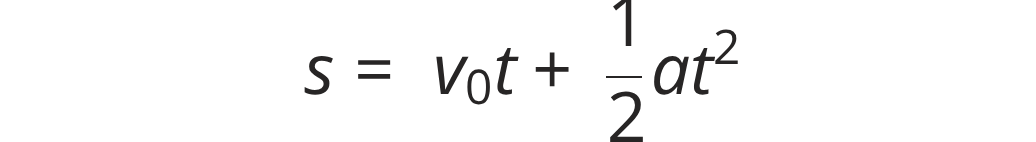 s = v₀t + ½at²